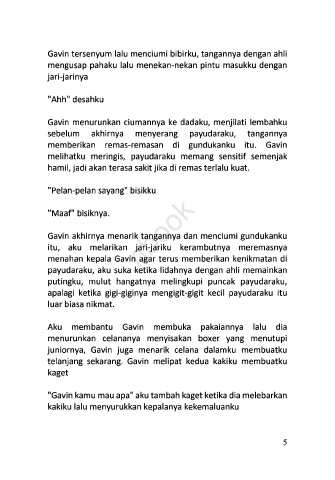 Gavin tersenyum lalu menciumi bibirku, tangannya dengan ahli
mengusap pahaku lalu menekan-nekan pintu masukku dengan
jari-jarinya
"Ahh" desahku
Gavin menurunkan ciumannya ke dadaku, menjilati lembahku
sebelum akhirnya menyerang payudaraku, tangannya
memberikan remas-remasan di gundukanku itu. Gavin
melihatku meringis, payudaraku memang sensitif semenjak
hamil, jadi akan terasa sakit jika di remas terlalu kuat.
"Pelan-pelan sayang" bisikku
"Maaf" bisiknya.
Gavin akhirnya menarik tangannya dan menciumi gundukanku
itu, aku melarikan jari-jariku kerambutnya meremasnya
menahan kepala Gavin agar terus memberikan kenikmatan di
payudaraku, aku suka ketika lidahnya dengan ahli memainkan
putingku, mulut hangatnya melingkupi puncak payudaraku,
apalagi ketika gigi-giginya mengigit-gigit kecil payudaraku itu
luar biasa nikmat.
Aku membantu Gavin membuka pakaiannya lalu dia
menurunkan celananya menyisakan boxer yang menutupi
juniornya, Gavin juga menarik celana dalamku membuatku
telanjang sekarang. Gavin melipat kedua kakiku membuatku
kaget
"Gavin kamu mau apa" aku tambah kaget ketika dia melebarkan
kakiku lalu menyurukkan kepalanya kekemaluanku
5